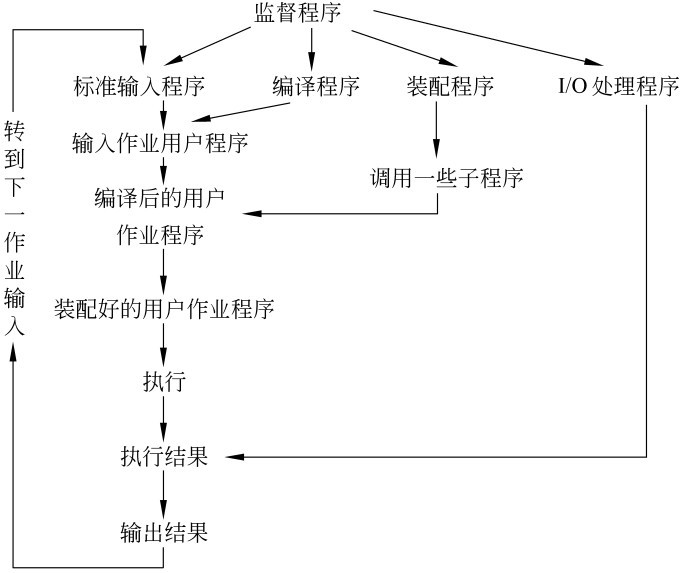 监督程序
标准输入程序
编译程序
装配程序
I/O 处理程序
输入作业用户程序
调用一些子程序
编译后的用户
作业程序
装配好的用户作业程序
执行
执行结果
输出结果
转到下一作业输入